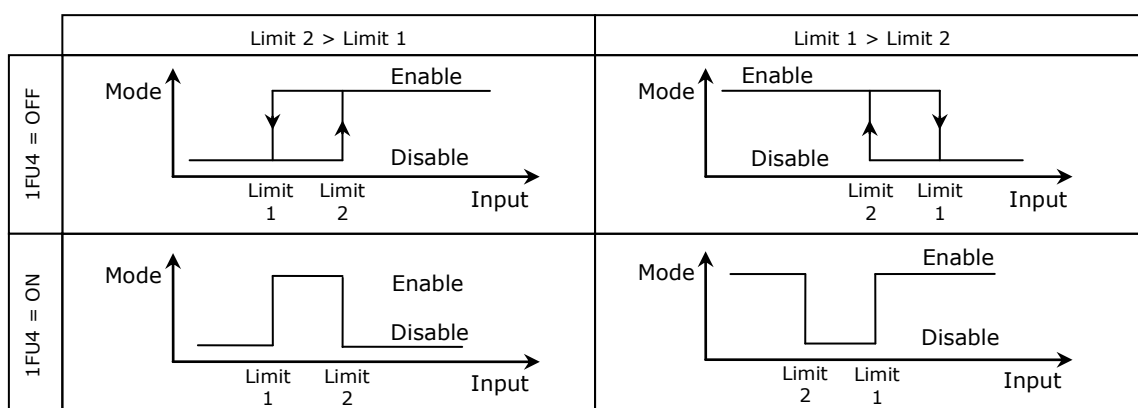 Limit 2 > Limit 1
Limit 1 > Limit 2
1FU4 = OFF
Mode
Enable
Disable
Limit
1
Limit
2
Input
Mode
Enable
Disable
Limit
2
Limit
1
Input
1FU4 = ON
Mode
Enable
Disable
Limit
1
Limit
2
Input
Mode
Enable
Disable
Limit
2
Limit
1
Input